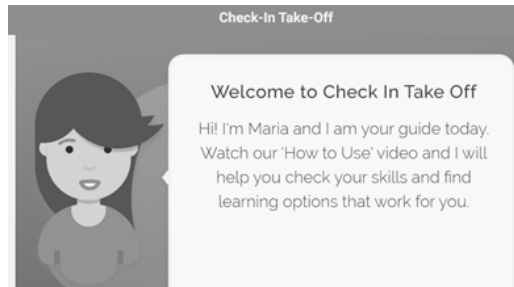 Check-In Take-Off
Welcome to Check In Take Off
Hi! I'm Maria and I am your guide today.
Watch our 'How to Use' video and I will
help you check your skills and find
learning options that work for you.